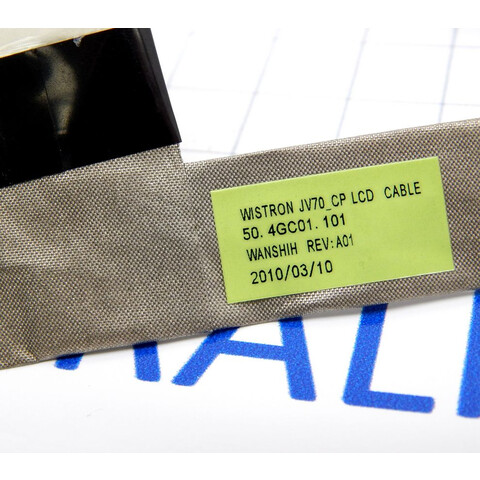 WISTRON JV70_CP LCD CABLE
50.4GC01.101
WANSHIH REV:A01
2010/03/10